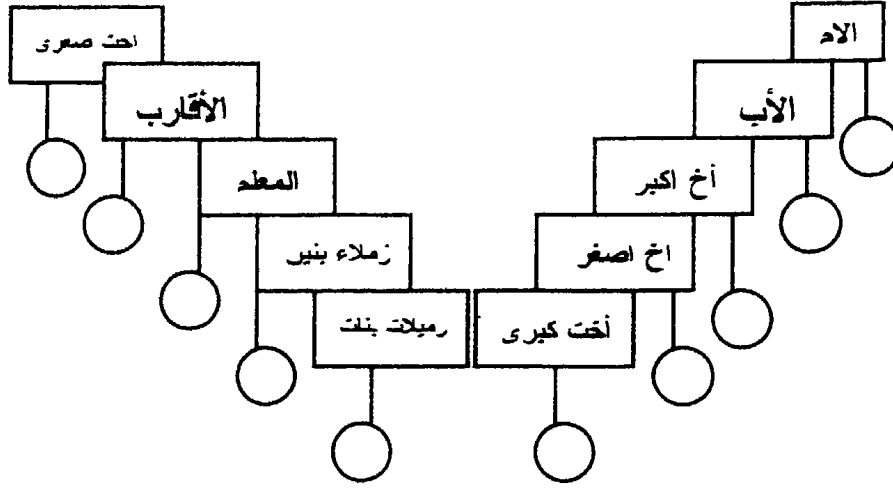 الام
الأب
أخ اكبر
اخ اصغر
أخت كبرى
اخت صغرى
الأقارب
المعلم
زملاء بنين
زميلات بنات